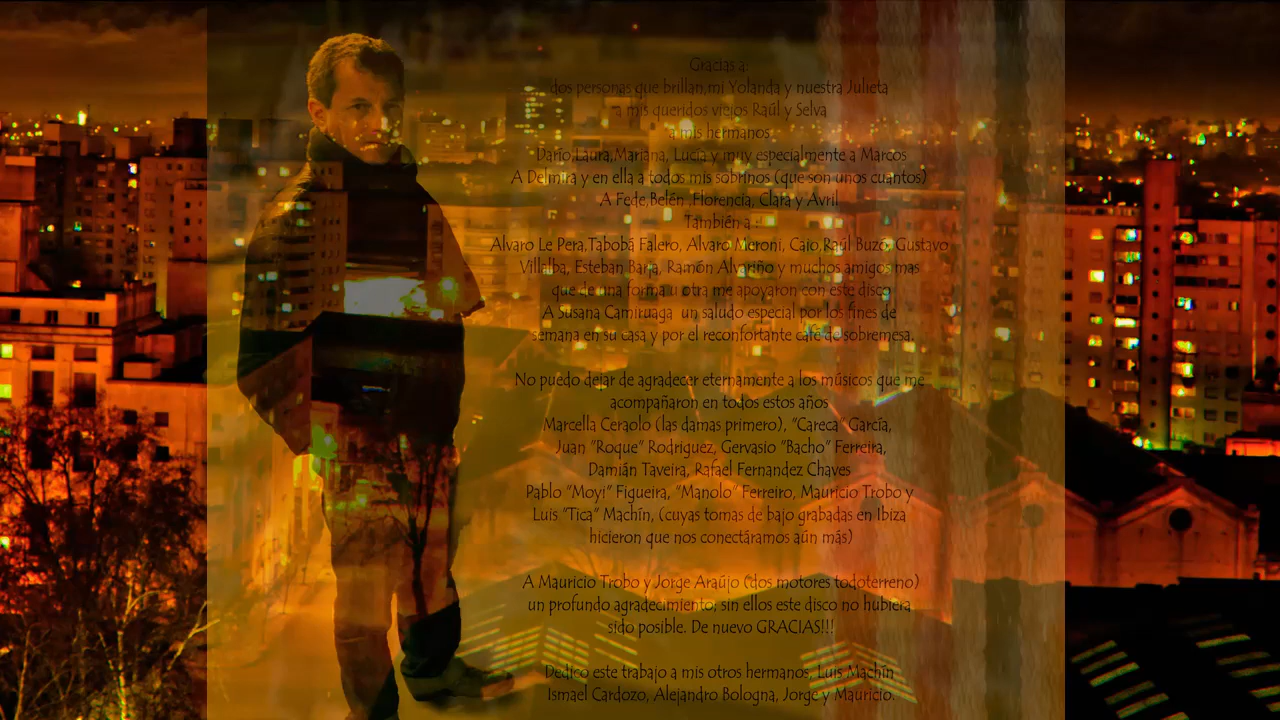 Gracias a:
dos personas que brillan,mi Yolanda y nuestra Julieta
a mis queridos viejos Raúl y Selva
a mis hermanos
Darío,Laura,Mariana, Lucía y muy especialmente a Marcos
A Delmira y en ella a todos mis sobrinos (que son unos cuantos)
A Fede,Belén ,Florencia, Clara y Avril
También a
Alvaro Le Pera,Tabobá Falero, Alvaro Meroni, Caio,Raúl Buzó, Gustavo
Villalba, Esteban Barja, Ramón Alvariño y muchos amigos mas
que de una forma u otra me apoyaron con este disco
A Susana Camiruaga un saludo especial por los fines de
semana en su casa y por el reconfortante café de sobremesa.
No puedo dejar de agradecer eternamente a los músicos que me
acompañaron en todos estos años
Marcella Ceraolo (las damas primero), "Careca" García,
Juan "Roque" Rodriguez, Gervasio "Bacho" Ferreira,
Damián Taveira, Rafael Fernandez Chaves
Pablo "Moyi" Figueira, "Manolo" Ferreiro, Mauricio Trobo y
Luis "Tica" Machín, (cuyas tomas de bajo grabadas en Ibiza
hicieron que nos conectáramos aún más)
A Mauricio Trobo y Jorge Araújo (dos motores todoterreno)
un profundo agradecimiento; sin ellos este disco no hubiera
sido posible. De nuevo GRACIAS!!!
Dedico este trabajo a mis otros hermanos, Luis Machín
Ismael Cardozo, Alejandro Bologna, Jorge y Mauricio.